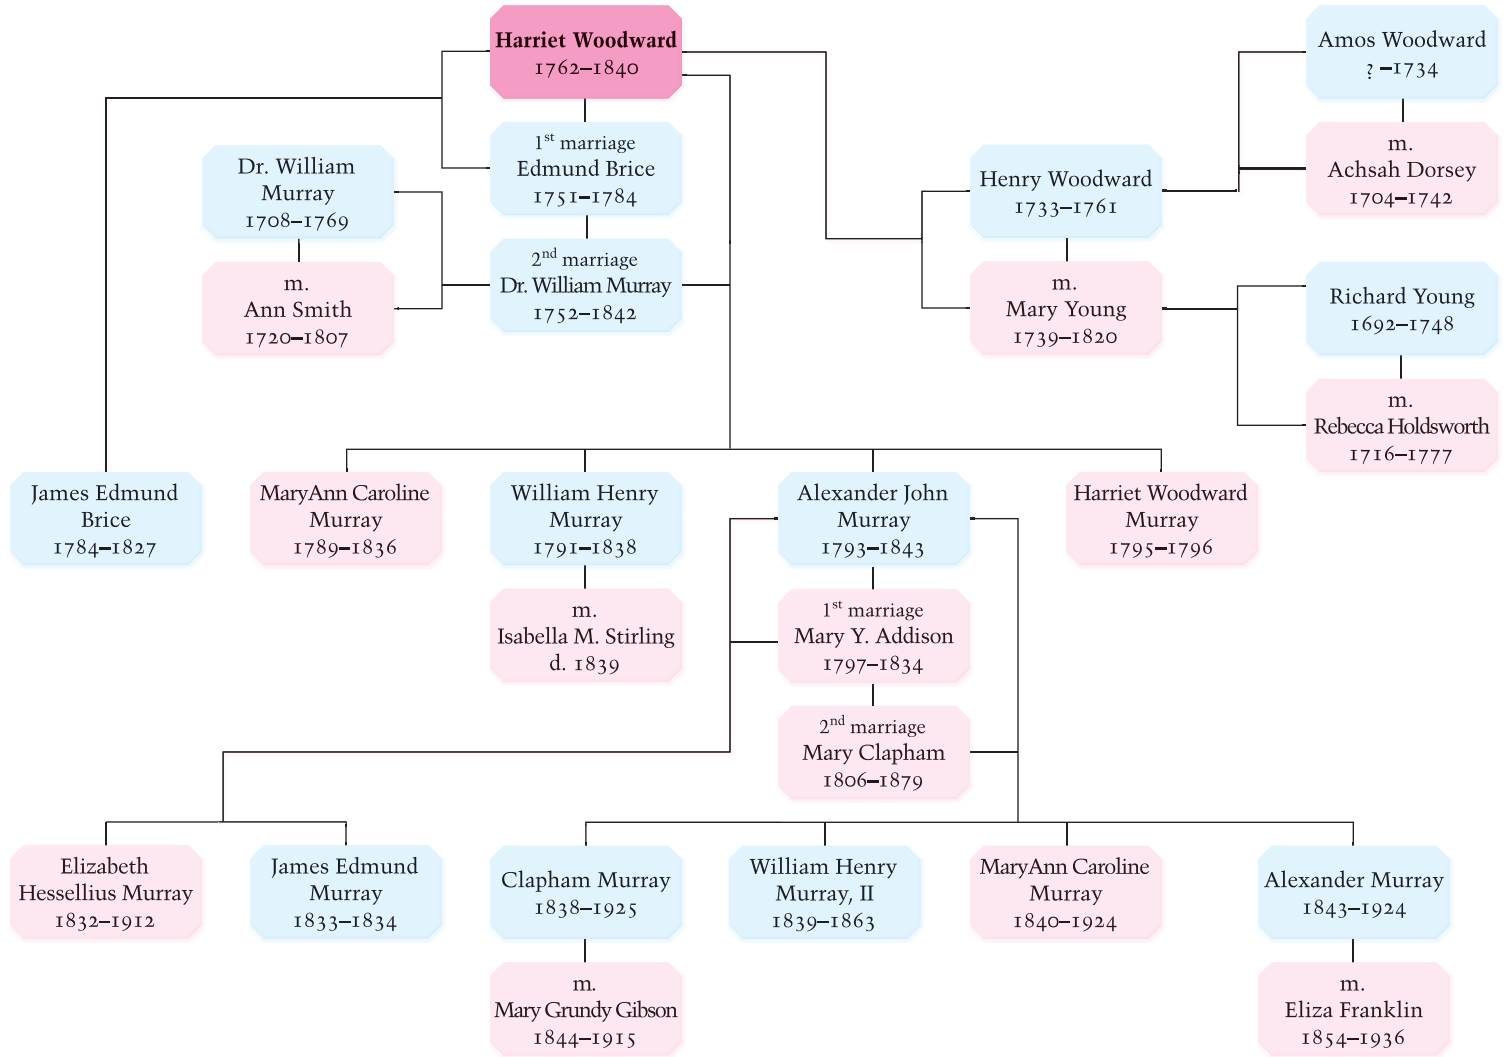 Harriet Woodward
1762–1840
Amos Woodward
? –1734
1st marriage
Edmund Brice
1751–1784
m.
Achsah Dorsey
1704–1742
Dr. William
Murray
1708–1769
Henry Woodward
1733–1761
2nd marriage
Dr. William Murray
1752–1842
m.
Ann Smith
1720–1807
m.
Mary Young
1739–1820
Richard Young
1692–1748
m.
Rebecca Holdsworth
1716–1777
James Edmund
Brice
1784–1827
MaryAnn Caroline
Murray
1789–1836
William Henry
Murray
1791–1838
Alexander John
Murray
1793–1843
Harriet Woodward
Murray
1795–1796
m.
Isabella M. Stirling
d. 1839
1st marriage
Mary Y. Addison
1797–1834
2nd marriage
Mary Clapham
1806–1879
Elizabeth
Hessellius Murray
1832–1912
James Edmund
Murray
1833–1834
Clapham Murray
1838–1925
William Henry
Murray, II
1839–1863
MaryAnn Caroline
Murray
1840–1924
Alexander Murray
1843–1924
m.
Mary Grundy Gibson
1844–1915
m.
Eliza Franklin
1854–1936